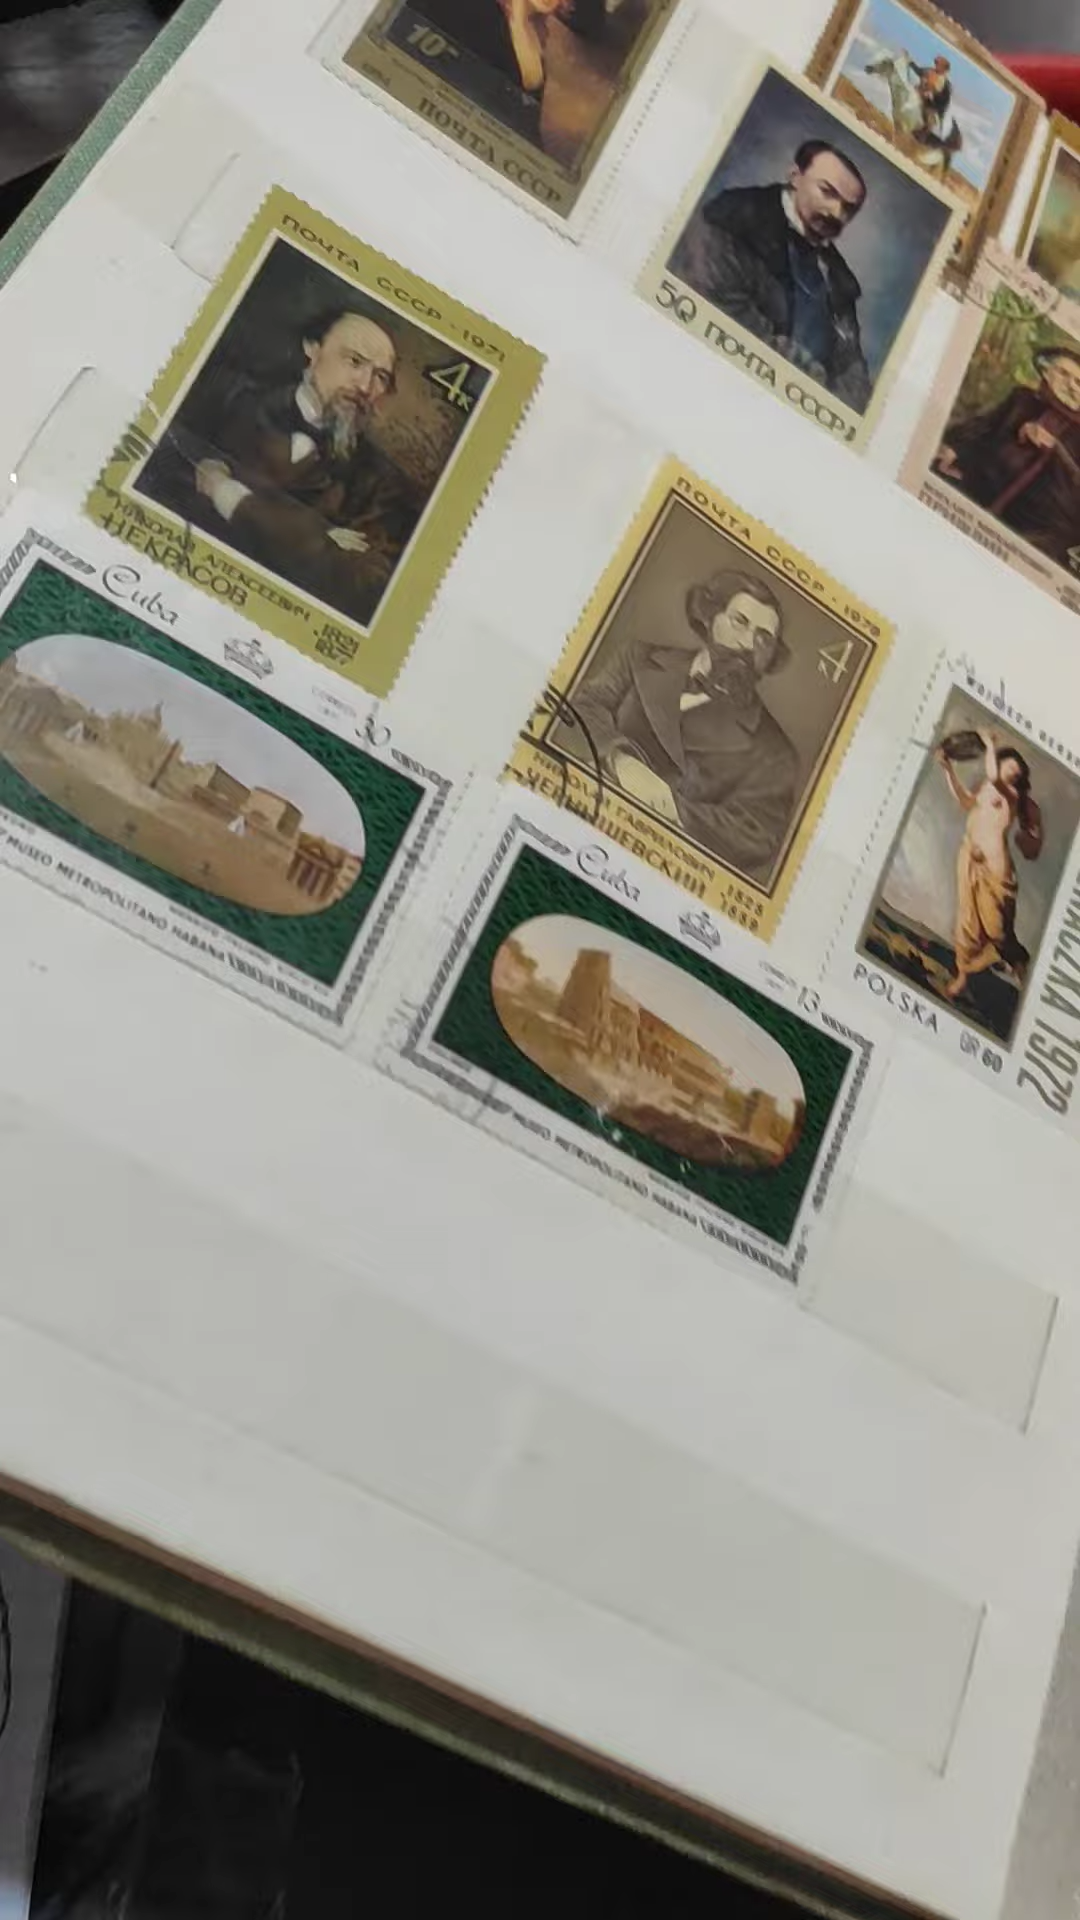 10
ПОЧТА СССР
50 ПОЧТА СССР
ПОЧТА СССР · 1971
4к
НИКОЛАЙ АЛЕКСЕЕВИЧ
НЕКРАСОВ
1821
1877
ПОЧТА СССР · 1978
4к
НИКОЛАЙ ГАВРИЛОВИЧ
ЧЕРНЫШЕВСКИЙ
1828
1889
Cuba
30
MUSEO METROPOLITANO HABANA
Cuba
13
MUSEO METROPOLITANO HABANA
POLSKA
GR 60
1972